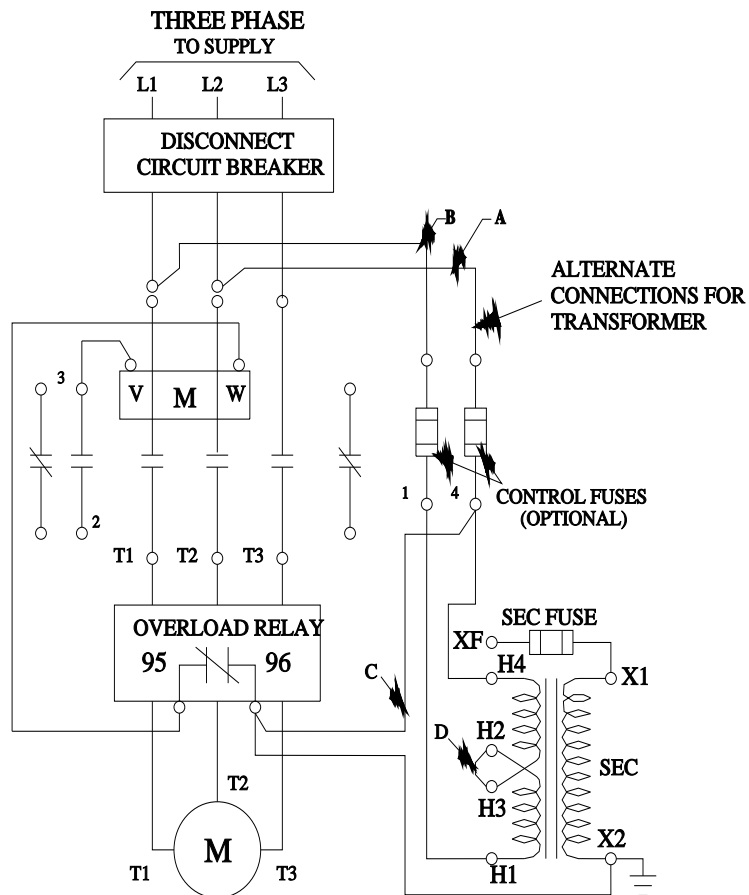 THREE PHASE
TO SUPPLY
L1 L2 L3
DISCONNECT
CIRCUIT BREAKER
B A
ALTERNATE
CONNECTIONS FOR
TRANSFORMER
3
V M W
1 4
CONTROL FUSES
(OPTIONAL)
2
T1 T2 T3
OVERLOAD RELAY
95 96
SEC FUSE
XF
H4
X1
C
D
H2
SEC
H3
T2
M
T1 T3
X2
H1